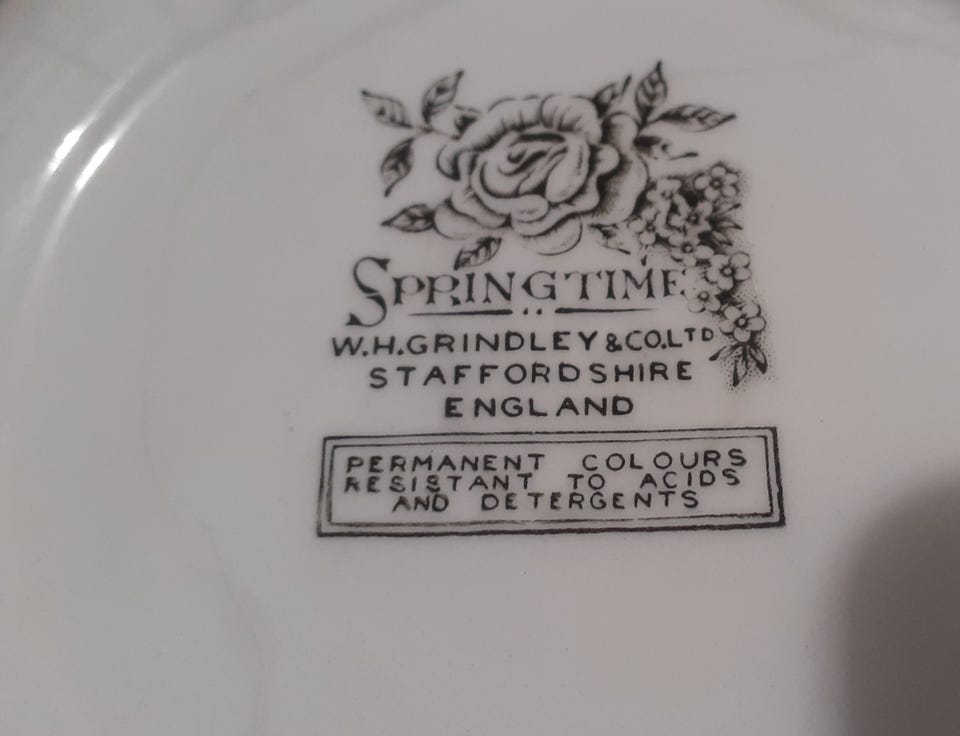 SPRINGTIME
W.H.GRINDLEY & CO.LTD
STAFFORDSHIRE
ENGLAND
PERMANENT COLOURS
RESISTANT TO ACIDS
AND DETERGENTS